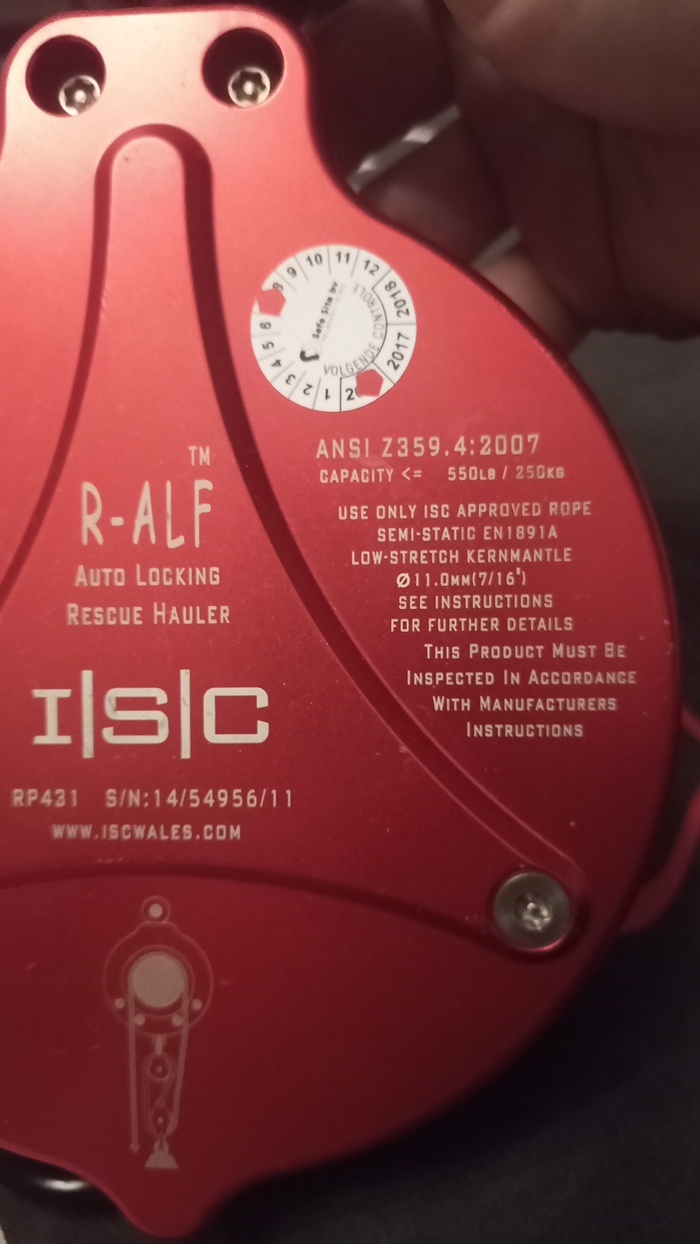 9 10 11 12
8
6
5
4
3
2
1
2018
2017
Safe Site by
VOLGENDE CONTROLE
TM
R-ALF
AUTO LOCKING
RESCUE HAULER
I|S|C
RP431 S/N:14/54956/11
WWW.ISCWALES.COM
ANSI Z359.4:2007
CAPACITY <= 550LB / 250KG
USE ONLY ISC APPROVED ROPE
SEMI-STATIC EN1891A
LOW-STRETCH KERNMANTLE
Ø11.0MM(7/16")
SEE INSTRUCTIONS
FOR FURTHER DETAILS
THIS PRODUCT MUST BE
INSPECTED IN ACCORDANCE
WITH MANUFACTURERS
INSTRUCTIONS